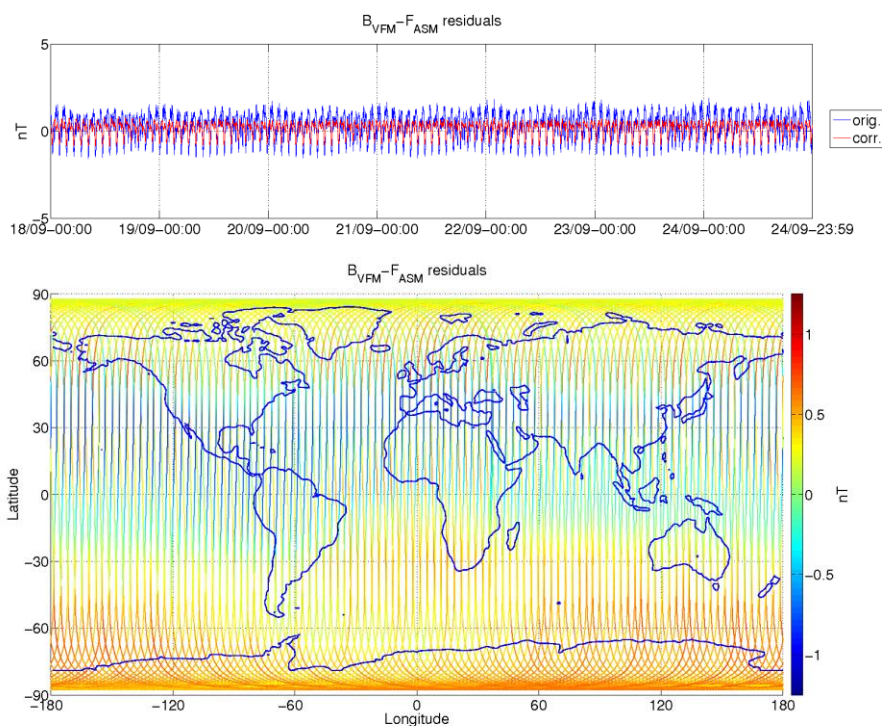 B_VFM−F_ASM residuals
5
0
−5
nT
18/09−00:00 19/09−00:00 20/09−00:00 21/09−00:00 22/09−00:00 23/09−00:00 24/09−00:00 24/09−23:59
orig.
corr.
B_VFM−F_ASM residuals
90
60
30
0
−30
−60
−90
Latitude
−180 −120 −60 0 60 120 180
Longitude
1
0.5
0
−0.5
−1
nT